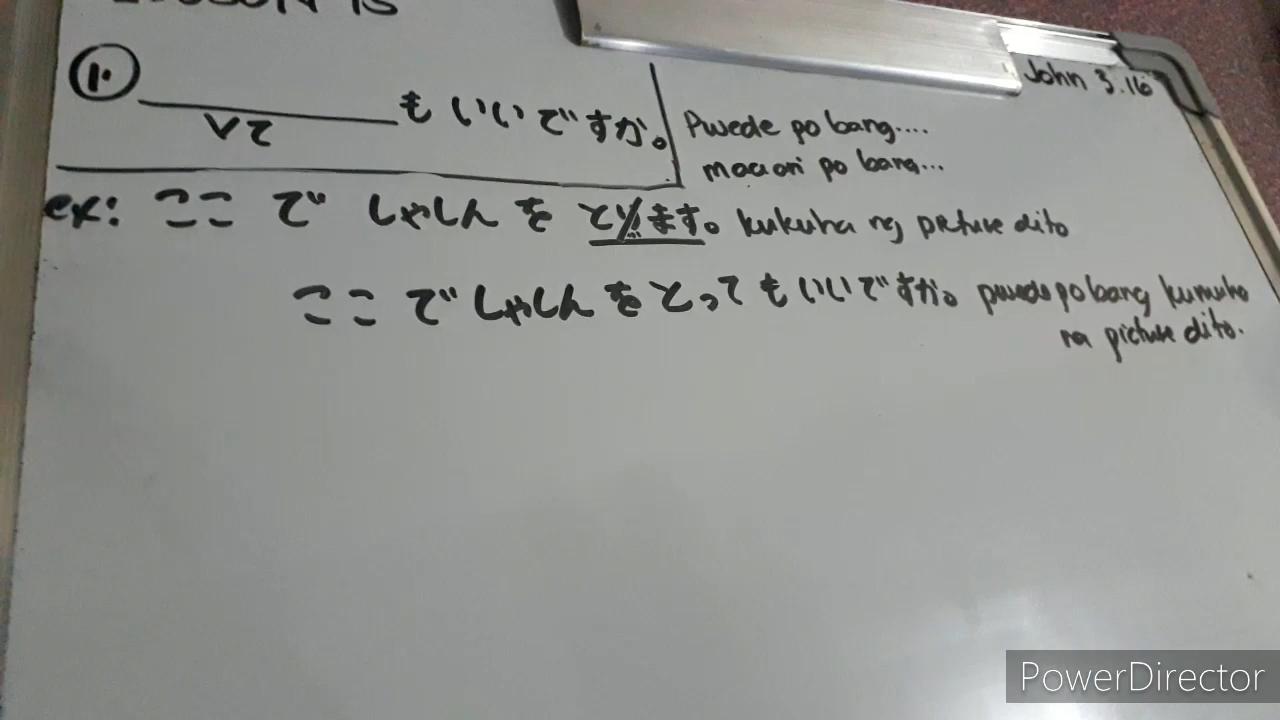 John 3.16
1.
もいいですか。
Vて
Pwede po bang....
maaari po bang...
ex: ここ で しゃしん を とります。 kukuha ng picture dito
ここ で しゃしん を とって も いいですか。 pwede po bang kumuha
na picture dito.
PowerDirector